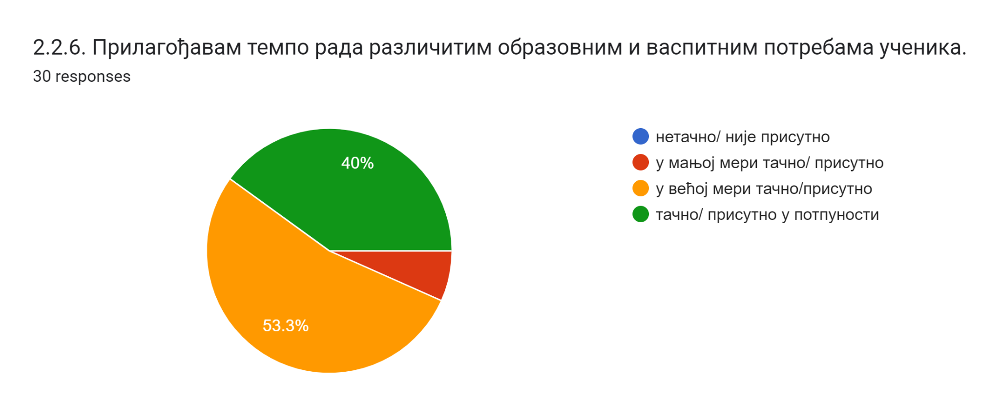 2.2.6. Прилагођавам темпо рада различитим образовним и васпитним потребама ученика.
30 responses
40%
53.3%
нетачно/ није присутно
у мањој мери тачно/ присутно
у већој мери тачно/присутно
тачно/ присутно у потпуности